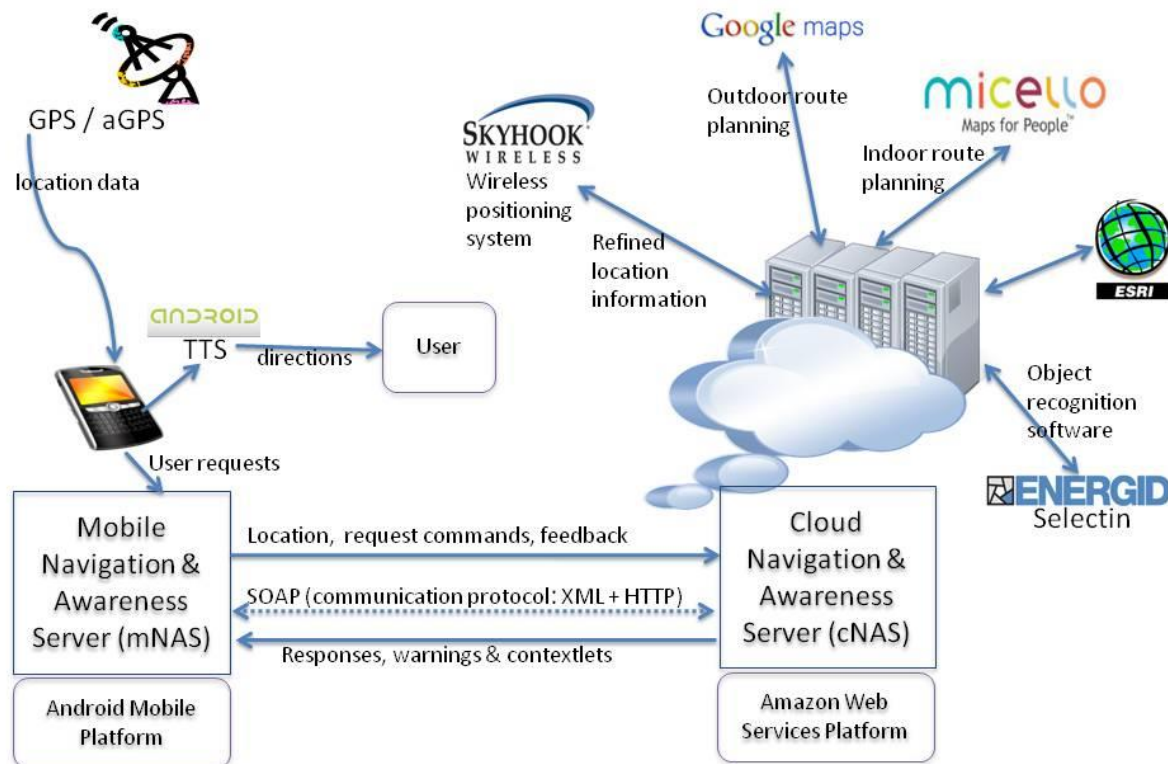 GPS / aGPS
location data
ANDROID
TTS
directions
User
User requests
SKYHOOK®
WIRELESS
Wireless
positioning
system
Refined
location
information
Google maps
Outdoor route
planning
micello
Maps for People™
Indoor route
planning
ESRI
Object
recognition
software
ENERGID
Selectin
Mobile
Navigation &
Awareness
Server (mNAS)
Android Mobile
Platform
Location, request commands, feedback
SOAP (communication protocol: XML + HTTP)
Responses, warnings & contextlets
Cloud
Navigation &
Awareness
Server (cNAS)
Amazon Web
Services Platform